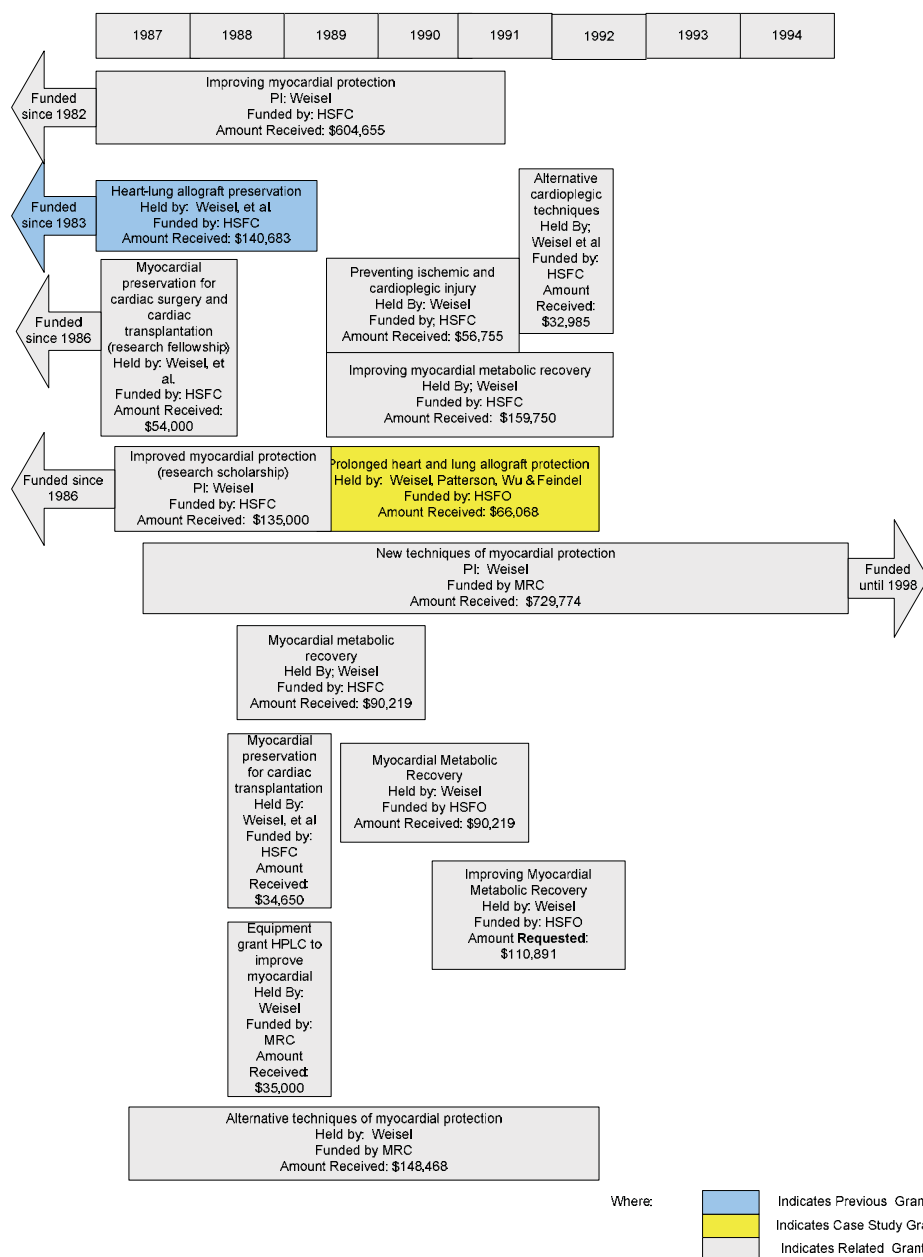 1987 1988 1989 1990 1991 1992 1993 1994
Funded
since 1982
Improving myocardial protection
PI: Weisel
Funded by: HSFC
Amount Received: $604,655
Funded
since 1983
Heart-lung allograft preservation
Held by: Weisel, et al
Funded by: HSFC
Amount Received: $140,683
Alternative
cardioplegic
techniques
Held By;
Weisel et al
Funded by:
HSFC
Amount
Received:
$32,985
Funded
since 1986
Myocardial
preservation for
cardiac surgery and
cardiac
transplantation
(research fellowship)
Held by: Weisel, et
al.
Funded by: HSFC
Amount Received:
$54,000
Preventing ischemic and
cardioplegic injury
Held By: Weisel
Funded by; HSFC
Amount Received: $56,755
Improving myocardial metabolic recovery
Held By; Weisel
Funded by: HSFC
Amount Received: $159,750
Funded since
1986
Improved myocardial protection
(research scholarship)
PI: Weisel
Funded by: HSFC
Amount Received: $135,000
Prolonged heart and lung allograft protection
Held by: Weisel, Patterson, Wu & Feindel
Funded by: HSFO
Amount Received: $66,068
New techniques of myocardial protection
PI: Weisel
Funded by MRC
Amount Received: $729,774
Funded
until 1998
Myocardial metabolic
recovery
Held By; Weisel
Funded by: HSFC
Amount Received: $90,219
Myocardial
preservation
for cardiac
transplantation
Held By:
Weisel, et al
Funded by:
HSFC
Amount
Received:
$34,650
Myocardial Metabolic
Recovery
Held by: Weisel
Funded by HSFO
Amount Received: $90,219
Improving Myocardial
Metabolic Recovery
Held by: Weisel
Funded by: HSFO
Amount Requested:
$110,891
Equipment
grant HPLC to
improve
myocardial
Held By:
Weisel
Funded by:
MRC
Amount
Received:
$35,000
Alternative techniques of myocardial protection
Held by: Weisel
Funded by MRC
Amount Received: $148,468
Where:
Indicates Previous Gran
Indicates Case Study Gra
Indicates Related Grant